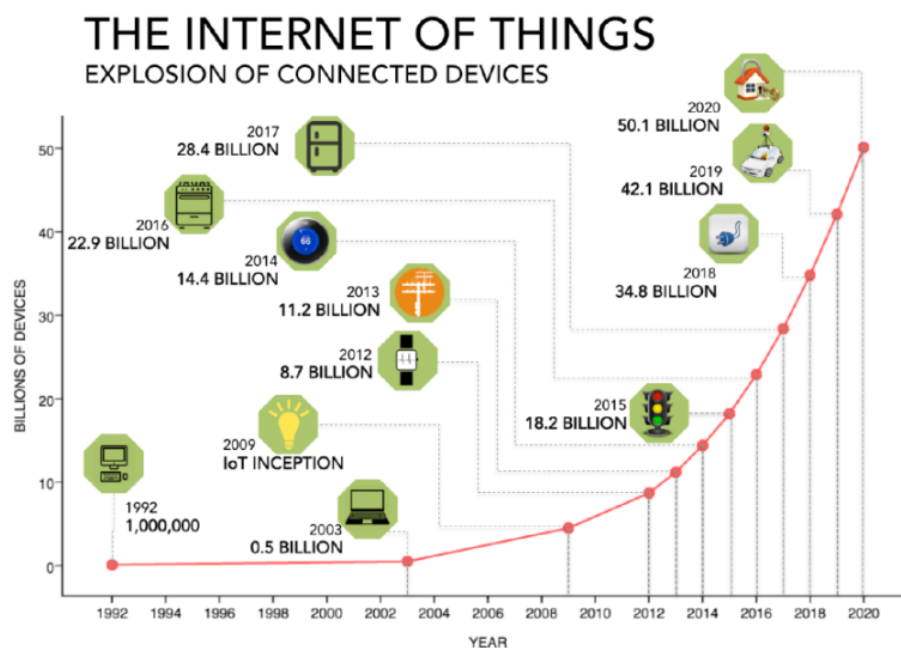 THE INTERNET OF THINGS
EXPLOSION OF CONNECTED DEVICES
2020
50.1 BILLION
2017
28.4 BILLION
2019
42.1 BILLION
2016
22.9 BILLION
2014
14.4 BILLION
2018
34.8 BILLION
2013
11.2 BILLION
2012
8.7 BILLION
2015
18.2 BILLION
2009
IoT INCEPTION
1992
1,000,000
2003
0.5 BILLION
BILLIONS OF DEVICES
50
40
30
20
10
0
1992 1994 1996 1998 2000 2002 2004 2006 2008 2010 2012 2014 2016 2018 2020
YEAR